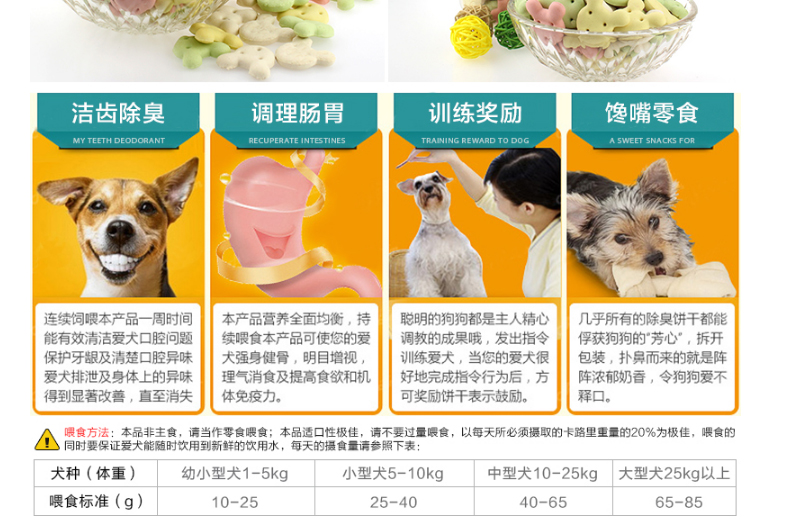 洁齿除臭
MY TEETH DEODORANT
调理肠胃
RECUPERATE INTESTINES
训练奖励
TRAINING REWARD TO DOG
馋嘴零食
A SWEET SNACKS FOR
连续饲喂本产品一周时间
能有效清洁爱犬口腔问题
保护牙龈及清楚口腔异味
爱犬排泄及身体上的异味
得到显著改善，直至消失
本产品营养全面均衡，持
续喂食本产品可使您的爱
犬强身健骨，明目增视，
理气消食及提高食欲和机
体免疫力。
聪明的狗狗都是主人精心
调教的成果哦，发出指令
训练爱犬，当您的爱犬很
好地完成指令行为后，方
可奖励饼干表示鼓励。
几乎所有的除臭饼干都能
俘获狗狗的“芳心”，拆开
包装，扑鼻而来的就是阵
阵浓郁奶香，令狗狗爱不
释口。
喂食方法：本品非主食，请当作零食喂食；本品适口性极佳，请不要过量喂食，以每天所必须摄取的卡路里重量的20%为极佳，喂食的
同时要保证爱犬能随时饮用到新鲜的饮用水，每天的摄食量请参照下表：
犬种（体重） 幼小型犬1-5kg 小型犬5-10kg 中型犬10-25kg 大型犬25kg以上
喂食标准（g） 10-25 25-40 40-65 65-85